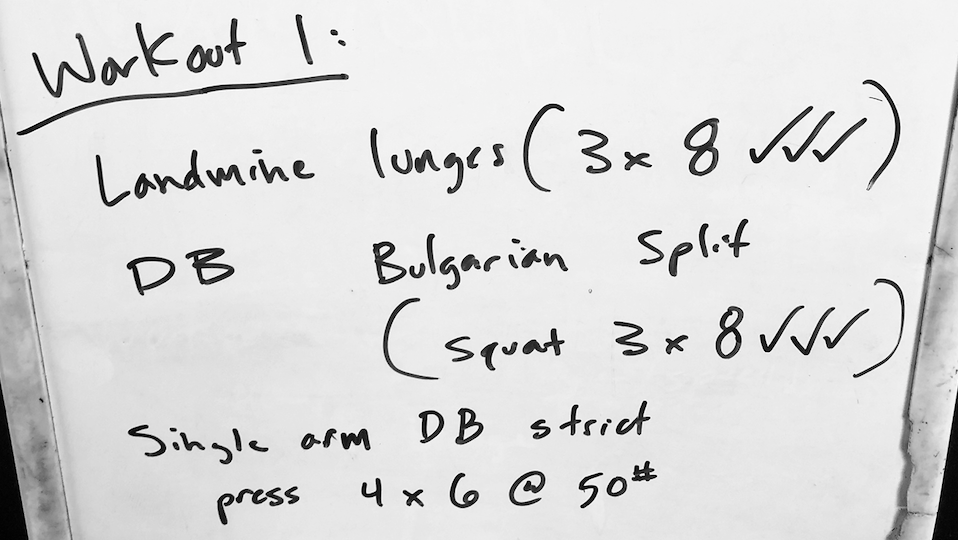 Workout 1:
Landmine lunges (3 x 8 ✓✓✓)
DB Bulgarian Split
(squat 3 x 8 ✓✓✓)
Single arm DB strict
press 4 x 6 @ 50#